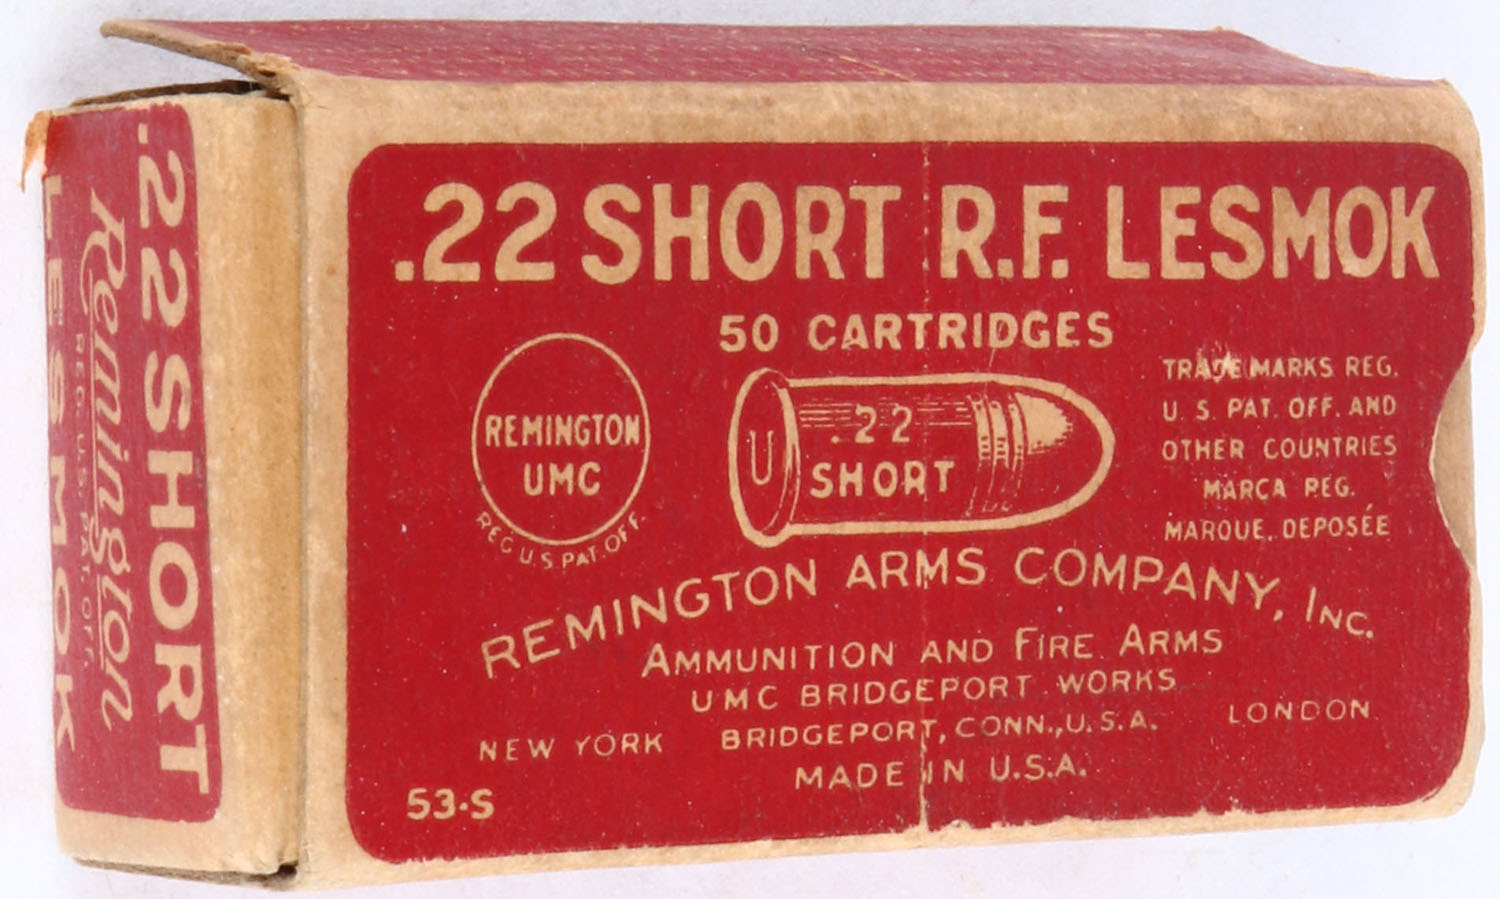 .22 SHORT R.F. LESMOK
50 CARTRIDGES
REMINGTON
UMC
REG. U.S. PAT. OFF.
U
.22
SHORT
TRADE MARKS REG.
U. S. PAT. OFF. AND
OTHER COUNTRIES
MARCA REG.
MARQUE. DEPOSÉE
REMINGTON ARMS COMPANY, INC.
AMMUNITION AND FIRE ARMS
UMC BRIDGEPORT WORKS
BRIDGEPORT, CONN., U.S.A.
NEW YORK
LONDON
MADE IN U.S.A.
53-S
.22 SHORT
Remington
REG. U.S. PAT. OFF.
LESMOK